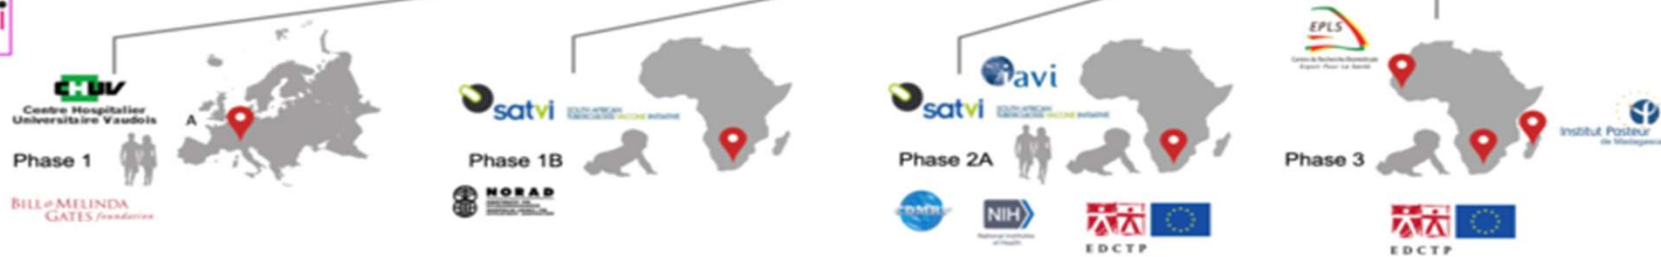 i
CHUV
Centre Hospitalier
Universitaire Vaudois
A
Phase 1
BILL & MELINDA
GATES foundation
satvi
SOUTH AFRICAN
TUBERCULOSIS VACCINE INITIATIVE
Phase 1B
NORAD
iavi
satvi
SOUTH AFRICAN
TUBERCULOSIS VACCINE INITIATIVE
Phase 2A
NIH
National Institutes
of Health
EDCTP
EPLS
Phase 3
Institut Pasteur
de Madagascar
EDCTP